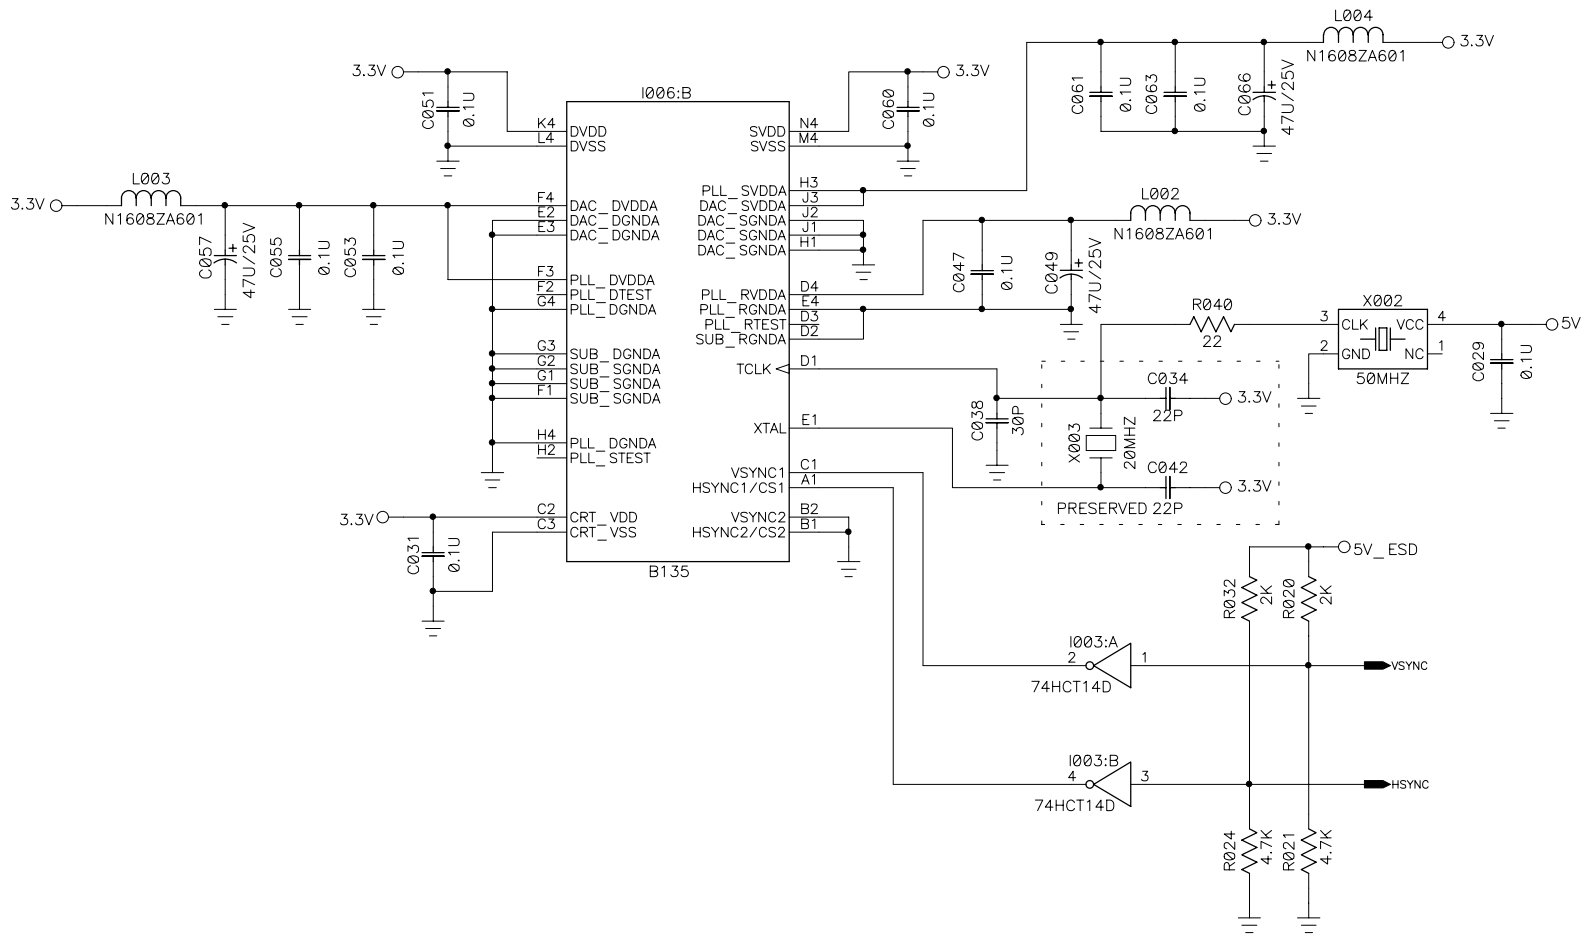 L004
3.3V
N1608ZA601
C061
0.1U
C063
0.1U
C066
47U/25V
+
3.3V
C051
0.1U
3.3V
C060
0.1U
I006:B
K4 DVDD
L4 DVSS
SVDD N4
SVSS M4
L003
3.3V
N1608ZA601
C057
47U/25V
+
C055
0.1U
C053
0.1U
F4 DAC_DVDDA
E2 DAC_DGNDA
E3 DAC_DGNDA
F3 PLL_DVDDA
F2 PLL_DTEST
G4 PLL_DGNDA
G3 SUB_DGNDA
G2 SUB_SGNDA
G1 SUB_SGNDA
F1 SUB_SGNDA
H4 PLL_DGNDA
H2 PLL_STEST
C2 CRT_VDD
C3 CRT_VSS
3.3V
C031
0.1U
PLL_SVDDA H3
DAC_SVDDA J3
DAC_SGNDA J2
DAC_SGNDA J1
DAC_SGNDA H1
PLL_RVDDA D4
PLL_RGNDA E4
PLL_RTEST D3
SUB_RGNDA D2
TCLK D1
XTAL E1
VSYNC1 C1
HSYNC1/CS1 A1
VSYNC2 B2
HSYNC2/CS2 B1
B135
L002
3.3V
N1608ZA601
C047
0.1U
C049
47U/25V
+
R040
22
X002
3 CLK VCC 4
2 GND NC 1
50MHZ
5V
C029
0.1U
C038
30P
C034
22P
3.3V
X003
20MHZ
C042
3.3V
PRESERVED 22P
5V_ESD
R032
2K
R020
2K
I003:A
2 1
74HCT14D
VSYNC
I003:B
4 3
74HCT14D
HSYNC
R024
4.7K
R021
4.7K